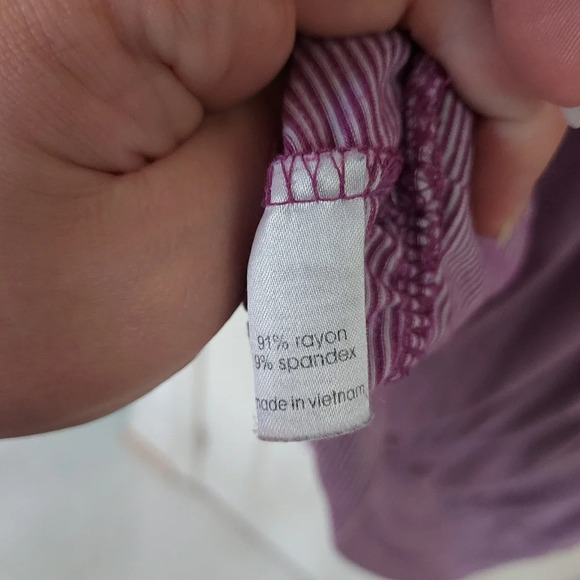 91% rayon
9% spandex
made in vietnam